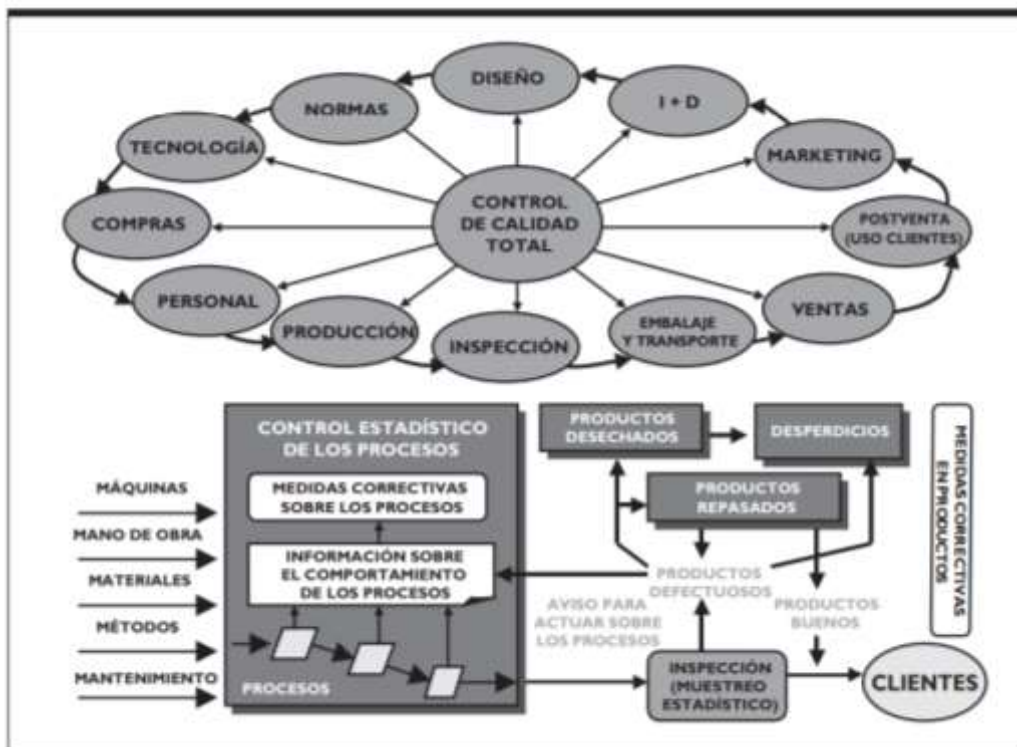 DISEÑO
NORMAS
I + D
TECNOLOGÍA
MARKETING
CONTROL
DE CALIDAD
TOTAL
COMPRAS
POSTVENTA
(USO CLIENTES)
PERSONAL
VENTAS
PRODUCCIÓN
INSPECCIÓN
EMBALAJE
Y TRANSPORTE
CONTROL ESTADÍSTICO
DE LOS PROCESOS
MEDIDAS CORRECTIVAS
SOBRE LOS PROCESOS
INFORMACIÓN SOBRE
EL COMPORTAMIENTO
DE LOS PROCESOS
PROCESOS
MÁQUINAS
MANO DE OBRA
MATERIALES
MÉTODOS
MANTENIMIENTO
PRODUCTOS
DESECHADOS
DESPERDICIOS
PRODUCTOS
REPASADOS
PRODUCTOS
DEFECTUOSOS
AVISO PARA
ACTUAR SOBRE
LOS PROCESOS
PRODUCTOS
BUENOS
INSPECCIÓN
(MUESTREO
ESTADÍSTICO)
CLIENTES
MEDIDAS CORRECTIVAS
EN PRODUCTOS